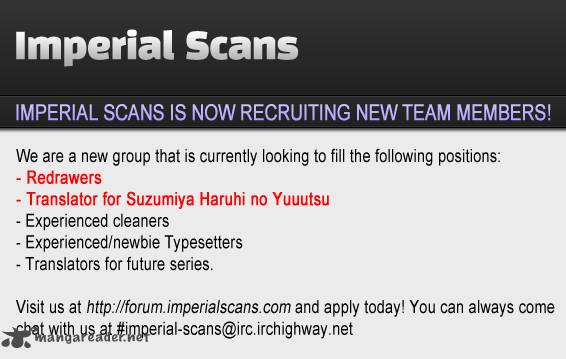 Imperial Scans
IMPERIAL SCANS IS NOW RECRUITING NEW TEAM MEMBERS!
We are a new group that is currently looking to fill the following positions:
- Redrawers
- Translator for Suzumiya Haruhi no Yuuutsu
- Experienced cleaners
- Experienced/newbie Typesetters
- Translators for future series.
Visit us at http://forum.imperialscans.com and apply today! You can always come
chat with us at #imperial-scans@irc.irchighway.net
mangareader.net